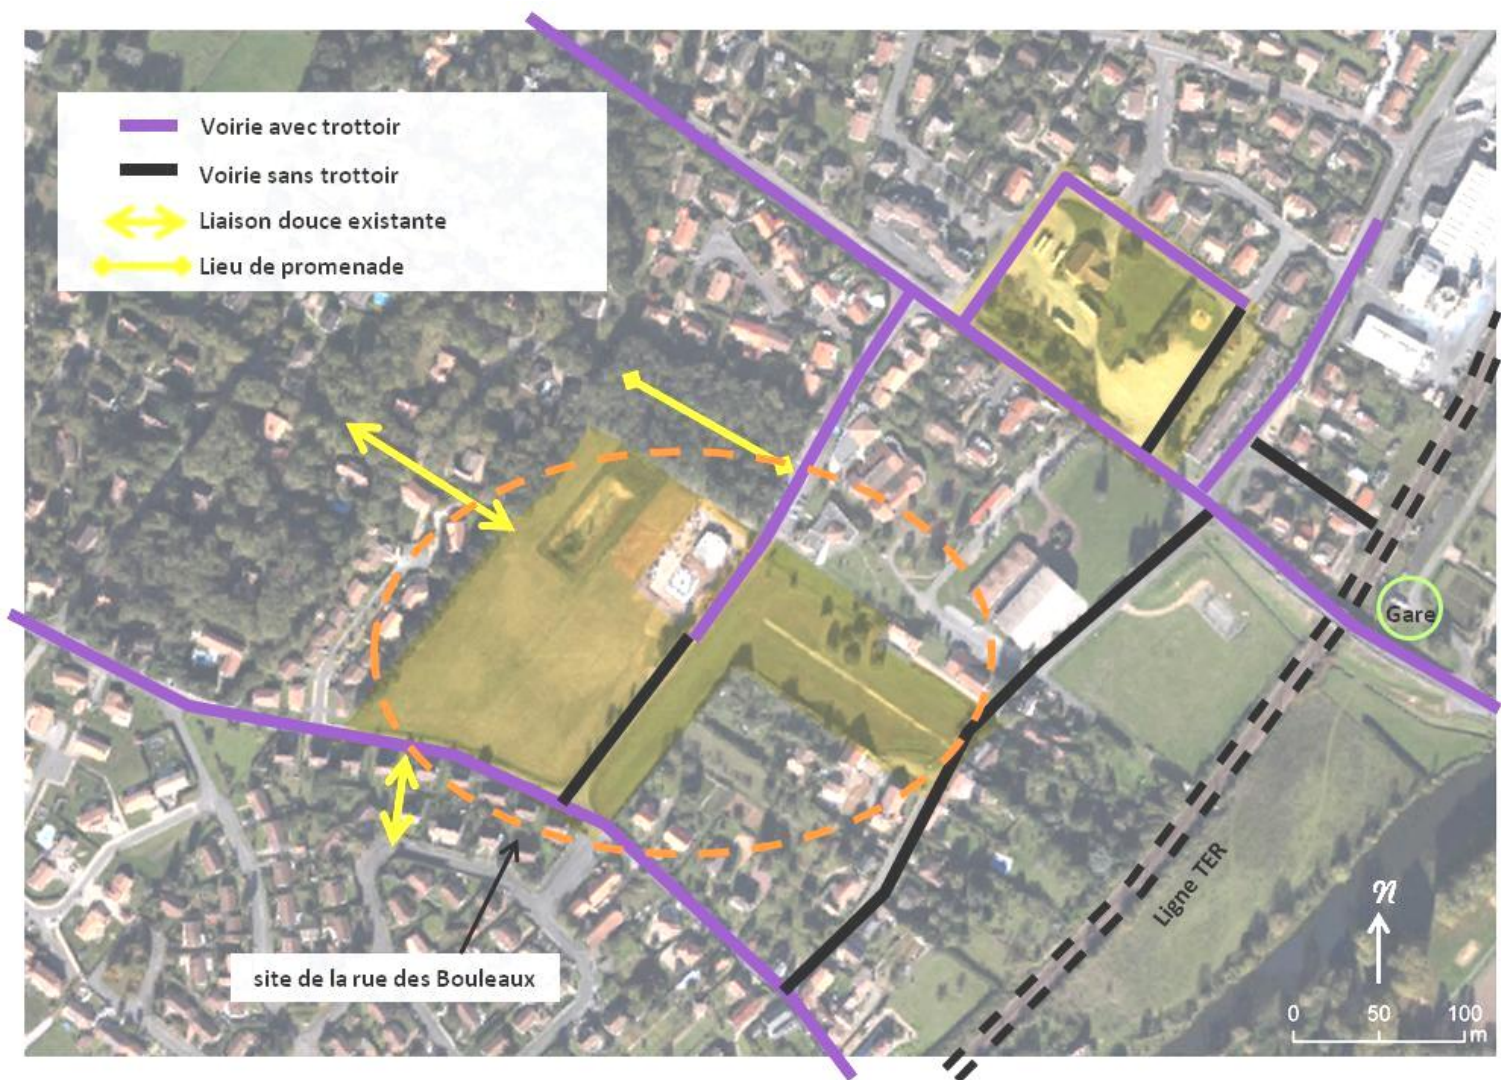 Voirie avec trottoir
Voirie sans trottoir
Liaison douce existante
Lieu de promenade
Gare
Ligne TER
site de la rue des Bouleaux
N
0 50 100
m